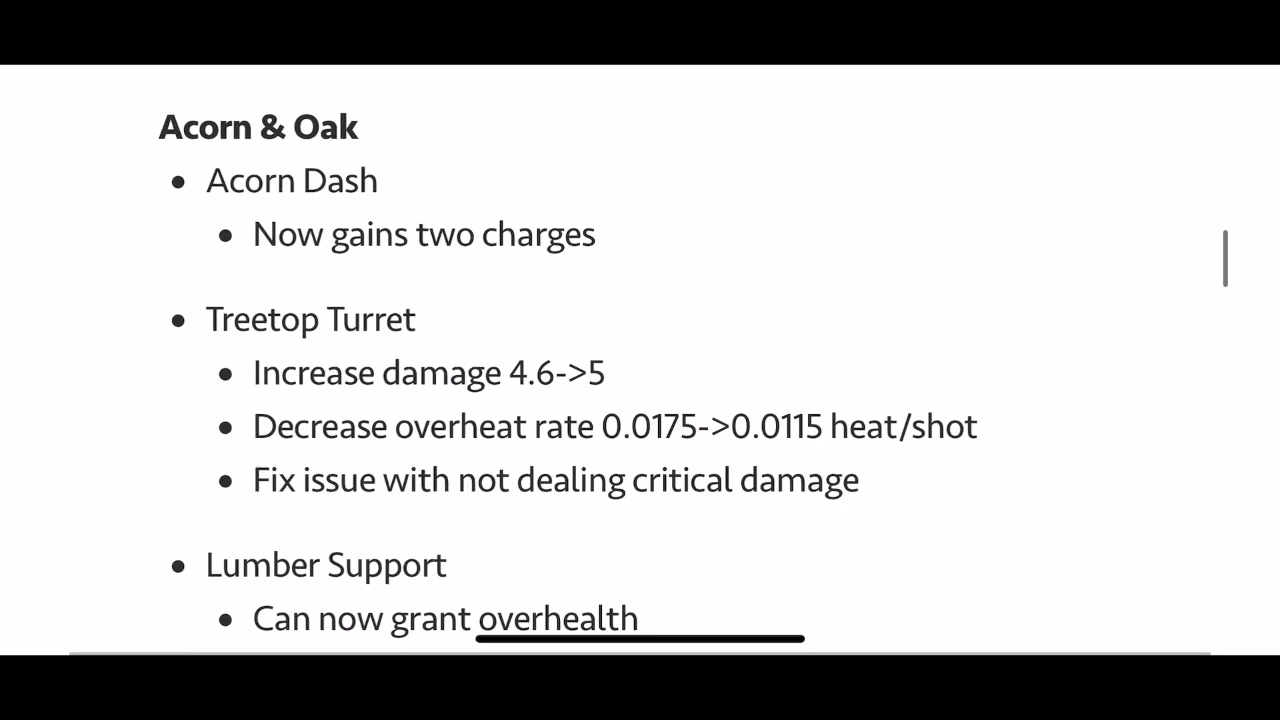 Acorn & Oak
• Acorn Dash
• Now gains two charges
• Treetop Turret
• Increase damage 4.6->5
• Decrease overheat rate 0.0175->0.0115 heat/shot
• Fix issue with not dealing critical damage
• Lumber Support
• Can now grant overhealth